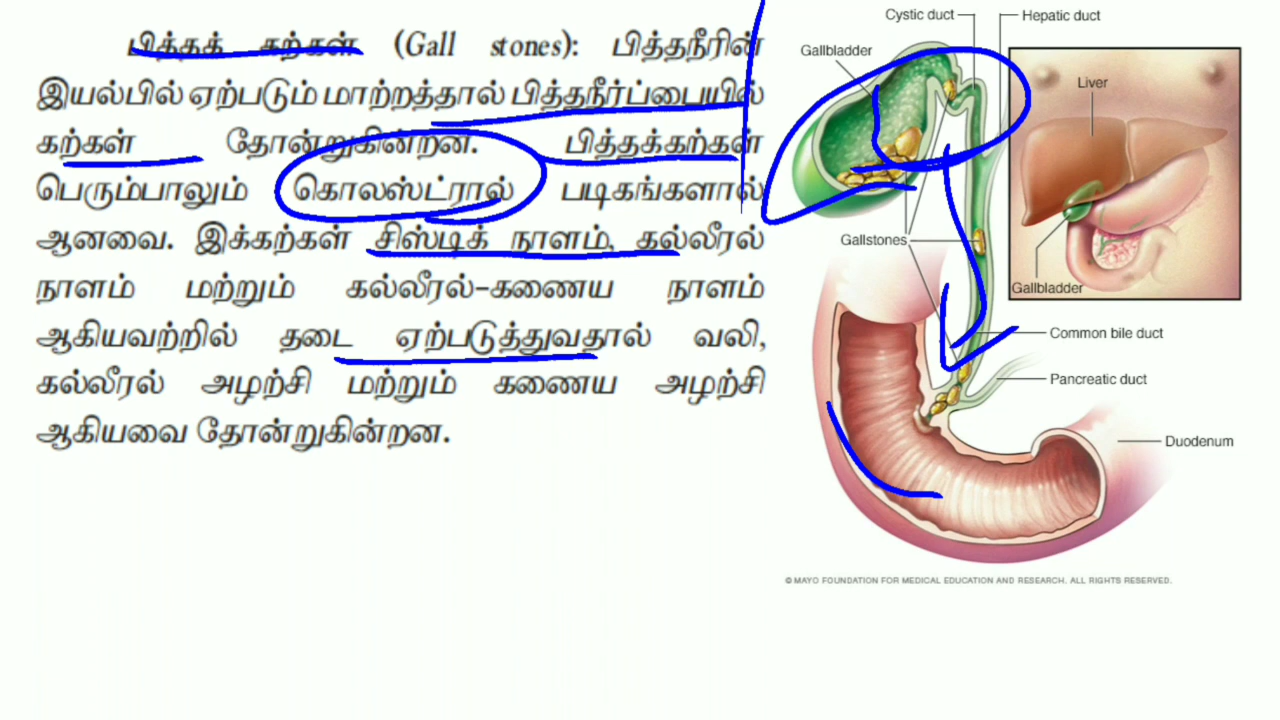 பித்தக் கற்கள் (Gall stones): பித்தநீரின்
இயல்பில் ஏற்படும் மாற்றத்தால் பித்தநீர்ப்பையில்
கற்கள் தோன்றுகின்றன. பித்தக்கற்கள்
பெரும்பாலும் கொலஸ்ட்ரால் படிகங்களால்
ஆனவை. இக்கற்கள் சிஸ்டிக் நாளம், கல்லீரல்
நாளம் மற்றும் கல்லீரல்-கணைய நாளம்
ஆகியவற்றில் தடை ஏற்படுத்துவதால் வலி,
கல்லீரல் அழற்சி மற்றும் கணைய அழற்சி
ஆகியவை தோன்றுகின்றன.
Cystic duct
Hepatic duct
Gallbladder
Liver
Gallstones
Gallbladder
Common bile duct
Pancreatic duct
Duodenum
© MAYO FOUNDATION FOR MEDICAL EDUCATION AND RESEARCH. ALL RIGHTS RESERVED.